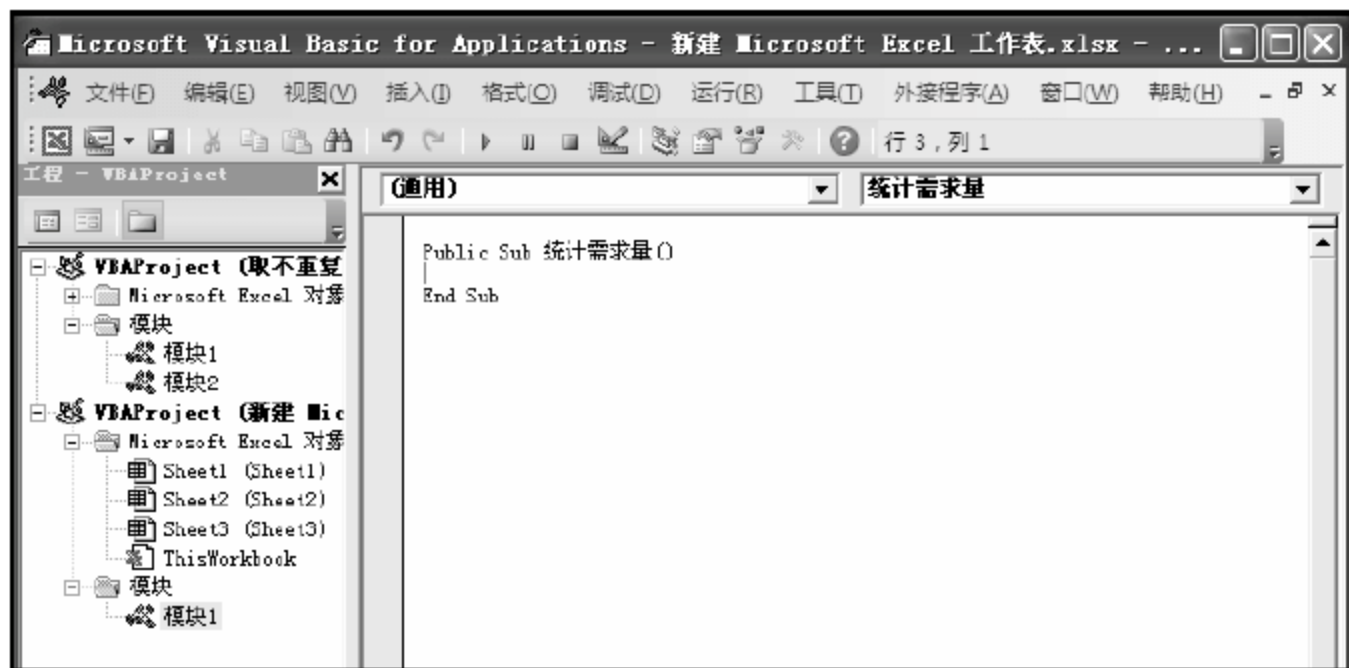 Microsoft Visual Basic for Applications - 新建 Microsoft Excel 工作表.xlsx - ...
文件(F) 编辑(E) 视图(V) 插入(I) 格式(O) 调试(D) 运行(R) 工具(T) 外接程序(A) 窗口(W) 帮助(H)
行 3 , 列 1
工程 - VBAProject
(通用) 统计需求量
Public Sub 统计需求量()
End Sub
VBAProject (取不重复
Microsoft Excel 对象
模块
模块1
模块2
VBAProject (新建 Mic
Microsoft Excel 对象
Sheet1 (Sheet1)
Sheet2 (Sheet2)
Sheet3 (Sheet3)
ThisWorkbook
模块
模块1